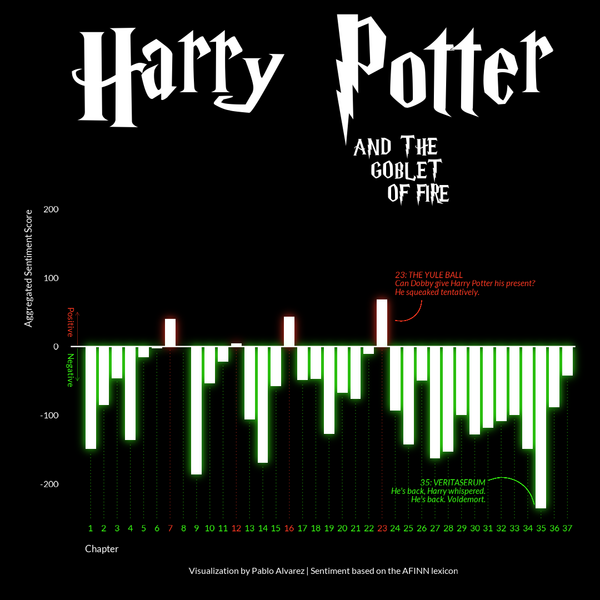 Harry Potter
AND THE
GOBLET
OF FIRE
Aggregated Sentiment Score
200
100
0
-100
-200
Positive
Negative
23: THE YULE BALL
Can Dobby give Harry Potter his present?
He squeaked tentatively.
35: VERITASERUM
He's back, Harry whispered.
He's back. Voldemort.
1 2 3 4 5 6 7 8 9 10 11 12 13 14 15 16 17 18 19 20 21 22 23 24 25 26 27 28 29 30 31 32 33 34 35 36 37
Chapter
Visualization by Pablo Alvarez | Sentiment based on the AFINN lexicon